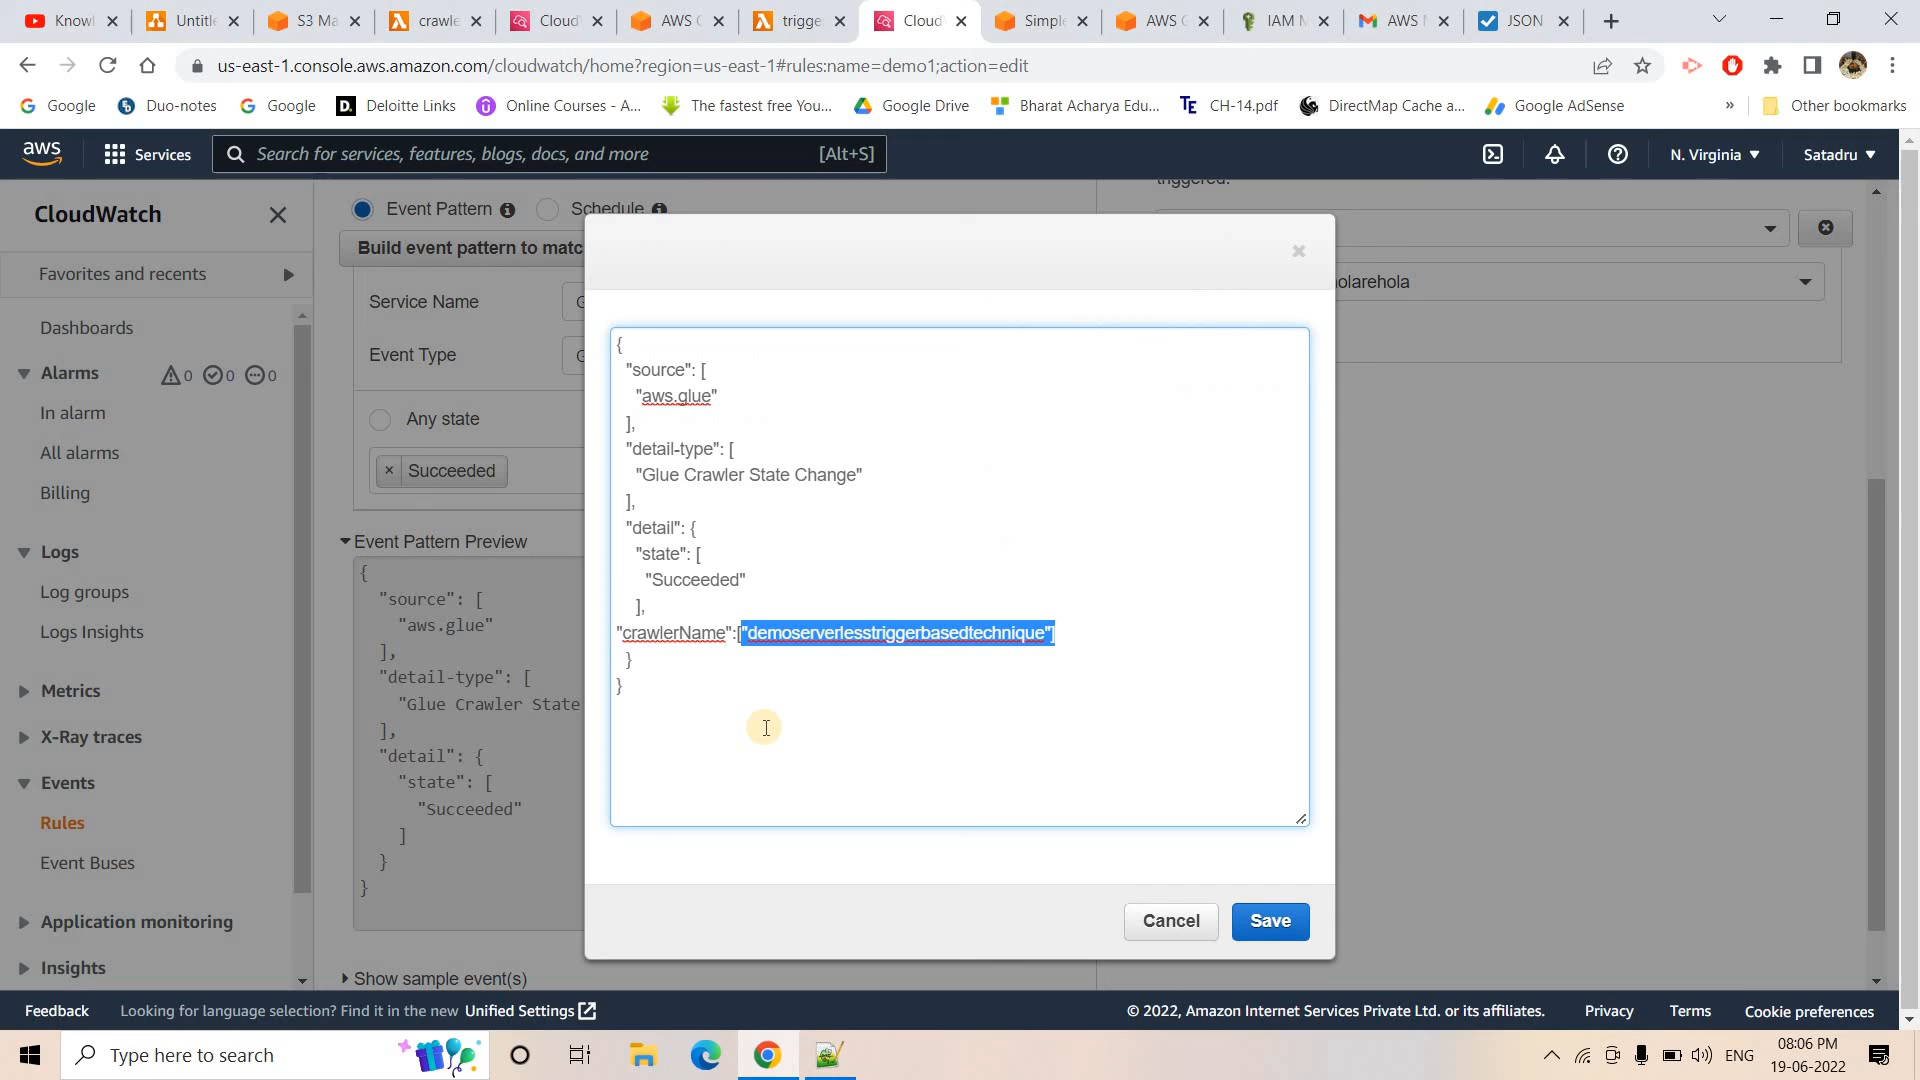 Knowl
Untitle
S3 Ma
crawle
Cloud
AWS G
trigge
Cloud
Simple
AWS G
IAM M
AWS N
JSON
us-east-1.console.aws.amazon.com/cloudwatch/home?region=us-east-1#rules:name=demo1;action=edit
Google
Duo-notes
Google
Deloitte Links
Online Courses - A...
The fastest free You...
Google Drive
Bharat Acharya Edu...
CH-14.pdf
DirectMap Cache a...
Google AdSense
»
Other bookmarks
aws
Services
Search for services, features, blogs, docs, and more [Alt+S]
N. Virginia
Satadru
CloudWatch
Favorites and recents
Dashboards
Alarms
0 0 0
In alarm
All alarms
Billing
Logs
Log groups
Logs Insights
Metrics
X-Ray traces
Events
Rules
Event Buses
Application monitoring
Insights
Event Pattern
Schedule
Build event pattern to matc
Service Name
G
Event Type
G
Any state
Succeeded
Event Pattern Preview
{
"source": [
"aws.glue"
],
"detail-type": [
"Glue Crawler State
],
"detail": {
"state": [
"Succeeded"
]
}
}
Show sample event(s)
triggered.
olarehola
{
"source": [
"aws.glue"
],
"detail-type": [
"Glue Crawler State Change"
],
"detail": {
"state": [
"Succeeded"
],
"crawlerName":["demoserverlesstriggerbasedtechnique"]
}
}
Cancel
Save
Feedback
Looking for language selection? Find it in the new Unified Settings
© 2022, Amazon Internet Services Private Ltd. or its affiliates.
Privacy
Terms
Cookie preferences
Type here to search
ENG
08:06 PM
19-06-2022